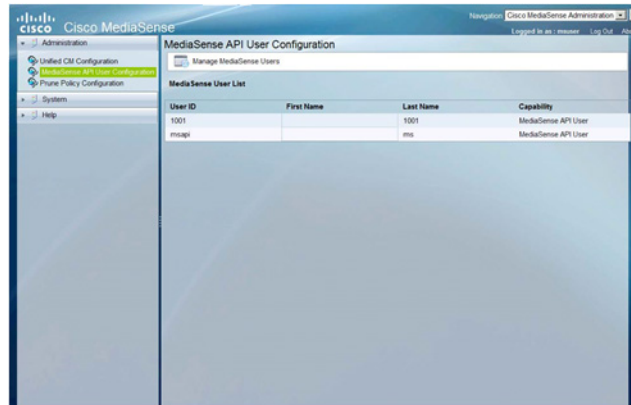 Navigation Cisco MediaSense Administration
cisco Cisco MediaSense
Logged in as: msuser Log Out
Administration
Unified CM Configuration
MediaSense API User Configuration
Prune Policy Configuration
System
Help
MediaSense API User Configuration
Manage MediaSense Users
MediaSense User List
User ID First Name Last Name Capability
1001 1001 MediaSense API User
msapi ms MediaSense API User